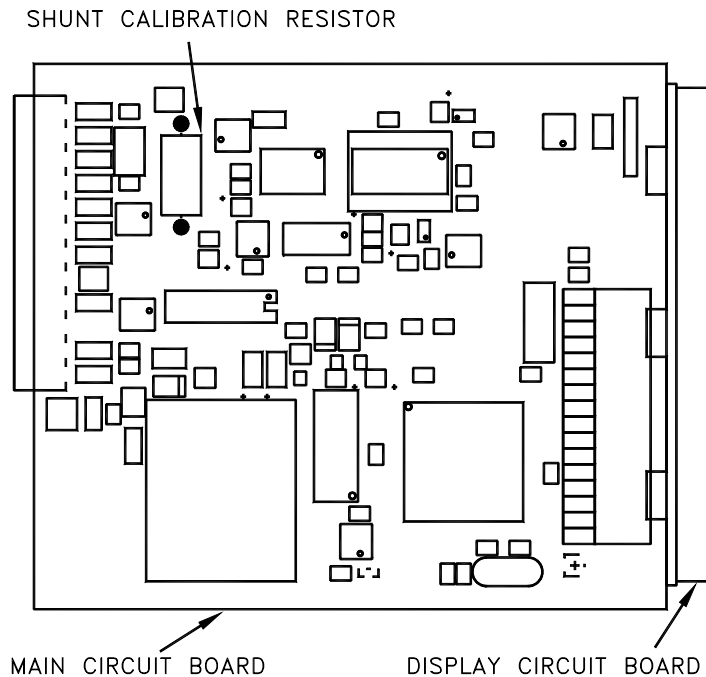 SHUNT CALIBRATION RESISTOR
MAIN CIRCUIT BOARD
DISPLAY CIRCUIT BOARD